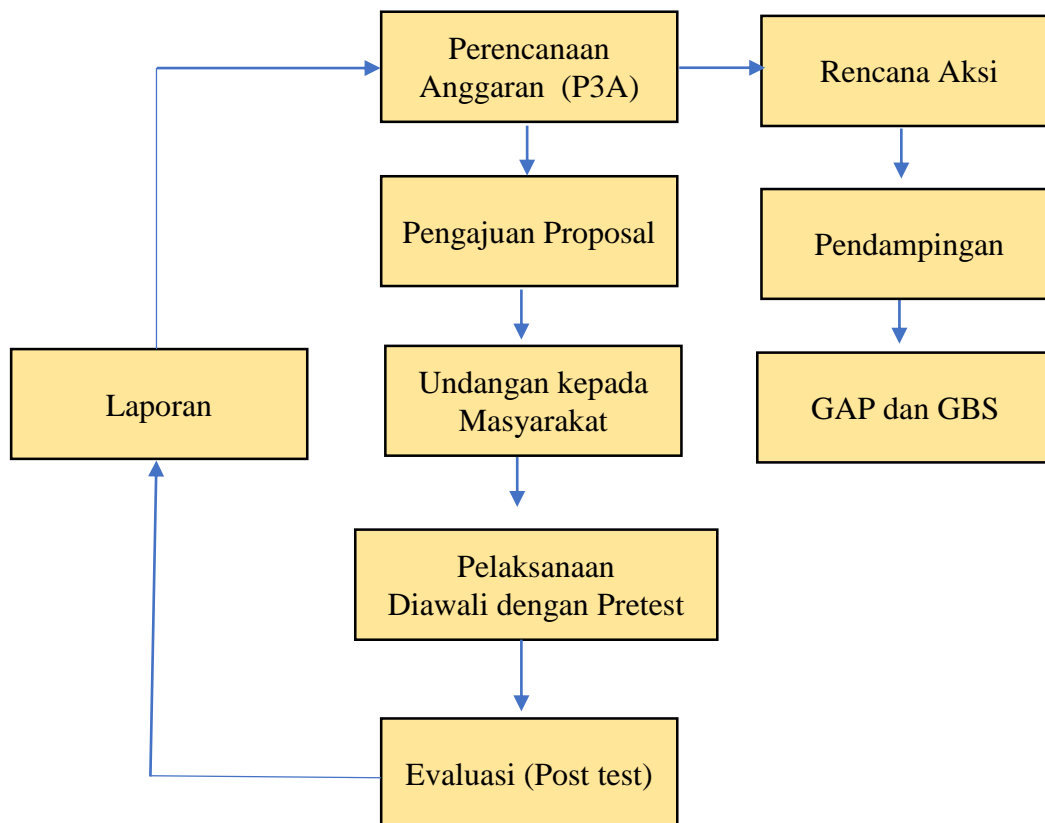 Perencanaan
Anggaran (P3A)
Rencana Aksi
Pengajuan Proposal
Pendampingan
Undangan kepada
Masyarakat
Laporan
GAP dan GBS
Pelaksanaan
Diawali dengan Pretest
Evaluasi (Post test)